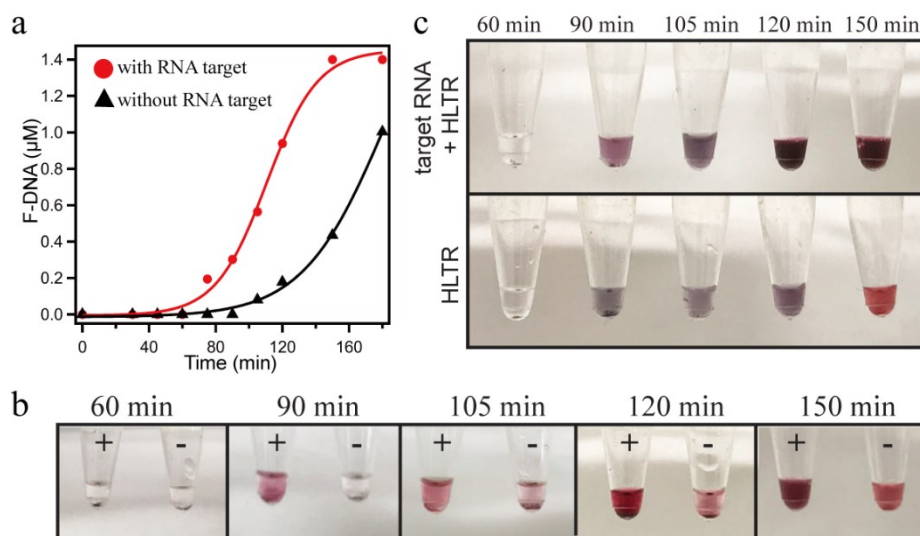 a
1.4
1.2
1.0
0.8
0.6
0.4
0.2
0.0
F-DNA (µM)
with RNA target
without RNA target
0 40 80 120 160
Time (min)
c
60 min 90 min 105 min 120 min 150 min
target RNA
+ HLTR
HLTR
b
60 min 90 min 105 min 120 min 150 min
+ - + - + - + - + -